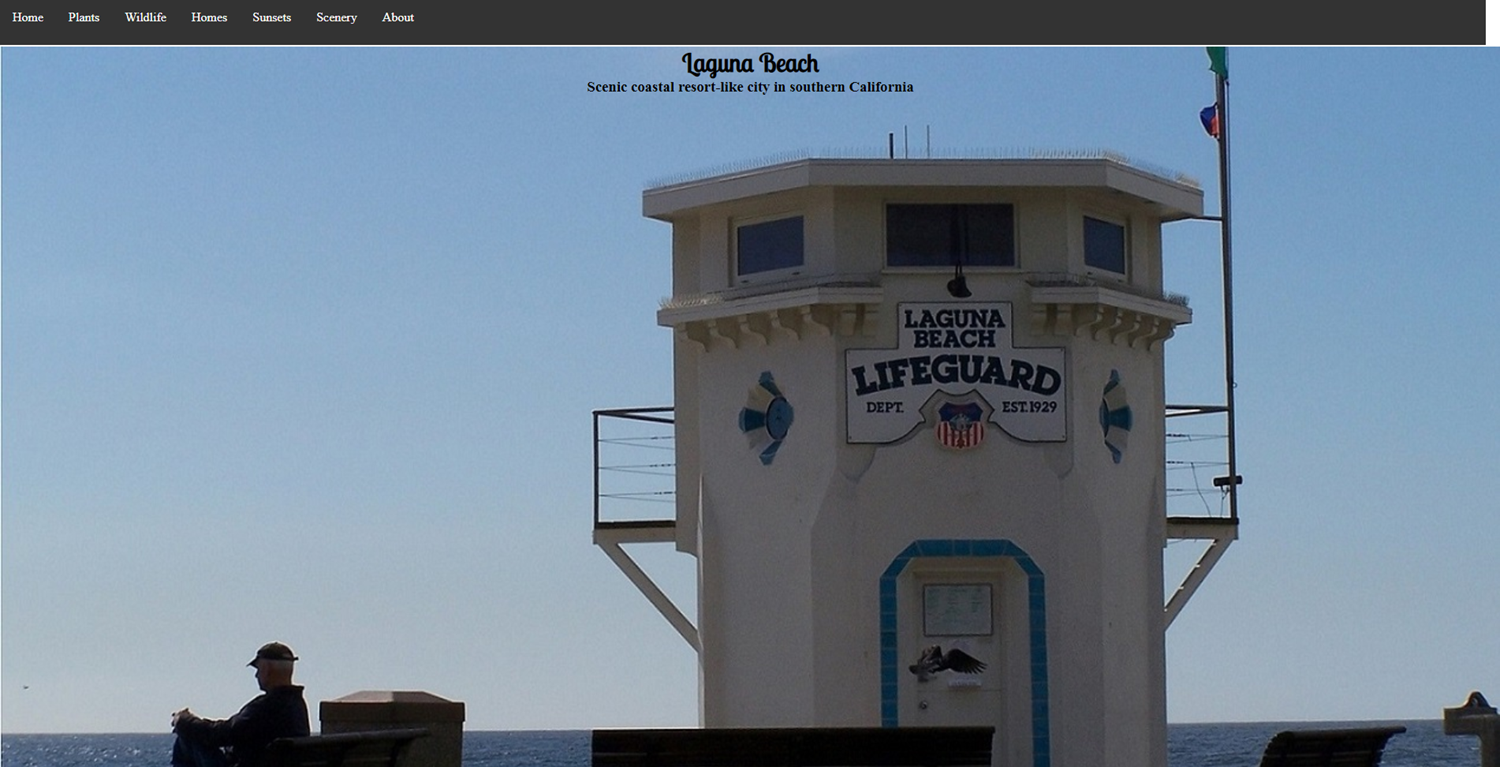 Home Plants Wildlife Homes Sunsets Scenery About
Laguna Beach
Scenic coastal resort-like city in southern California
LAGUNA
BEACH
LIFEGUARD
DEPT. EST. 1929